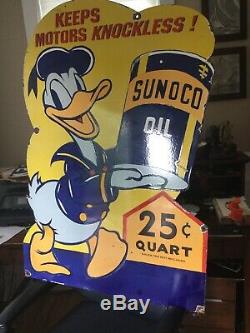 KEEPS
MOTORS KNOCKLESS!
SUNOCO
OIL
25¢
QUART